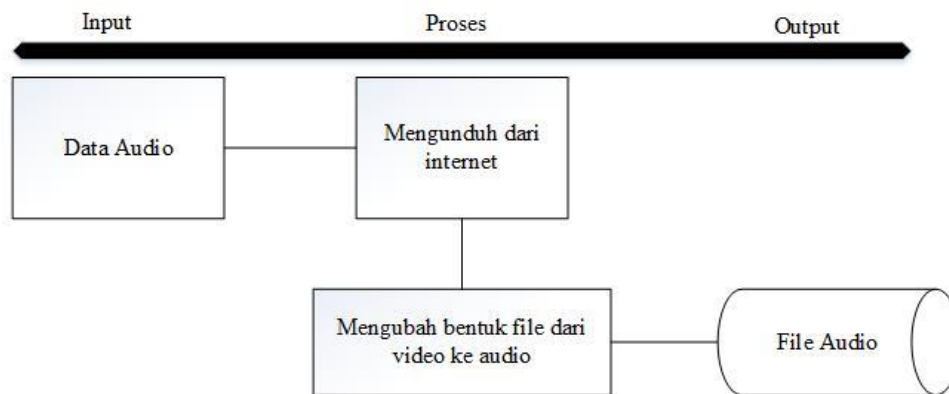 Input
Proses
Output
Data Audio
Mengunduh dari
internet
Mengubah bentuk file dari
video ke audio
File Audio